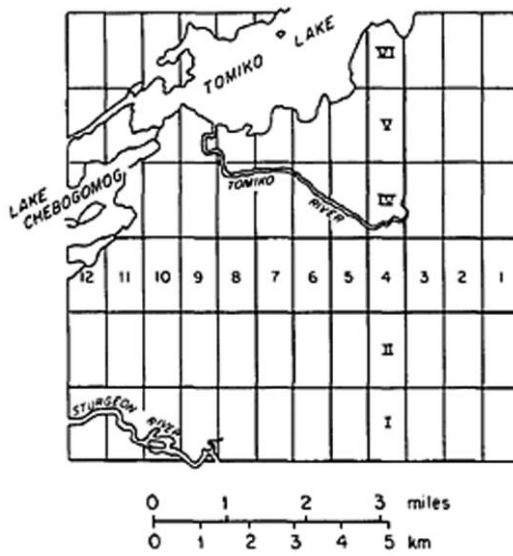 TOMIKO LAKE
VI
V
LAKE CHEBOGOMOG
TOMIKO RIVER
IV
12 11 10 9 8 7 6 5 4 3 2 1
II
STURGEON RIVER
I
0 1 2 3 miles
0 1 2 3 4 5 km